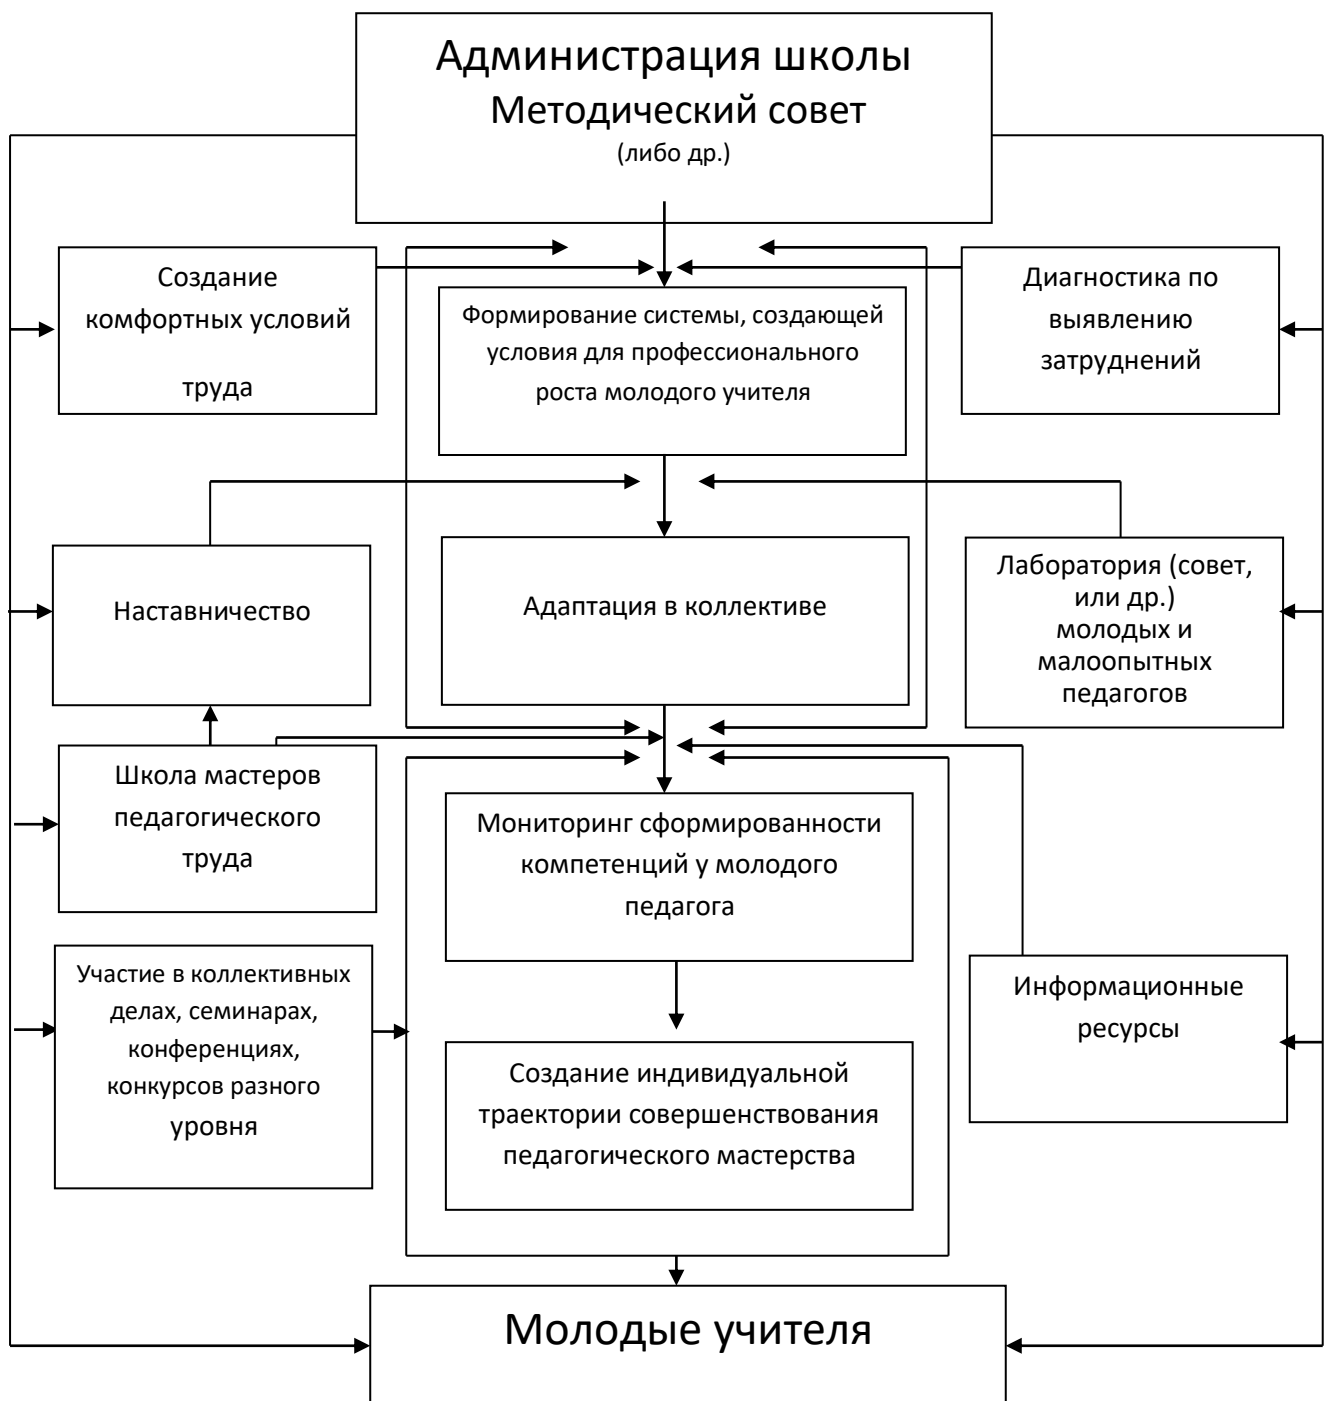 Администрация школы
Методический совет
(либо др.)
Создание
комфортных условий
труда
Формирование системы, создающей
условия для профессионального
роста молодого учителя
Диагностика по
выявлению
затруднений
Наставничество
Адаптация в коллективе
Лаборатория (совет,
или др.)
молодых и
малоопытных
педагогов
Школа мастеров
педагогического
труда
Мониторинг сформированности
компетенций у молодого
педагога
Участие в коллективных
делах, семинарах,
конференциях,
конкурсов разного
уровня
Информационные
ресурсы
Создание индивидуальной
траектории совершенствования
педагогического мастерства
Молодые учителя